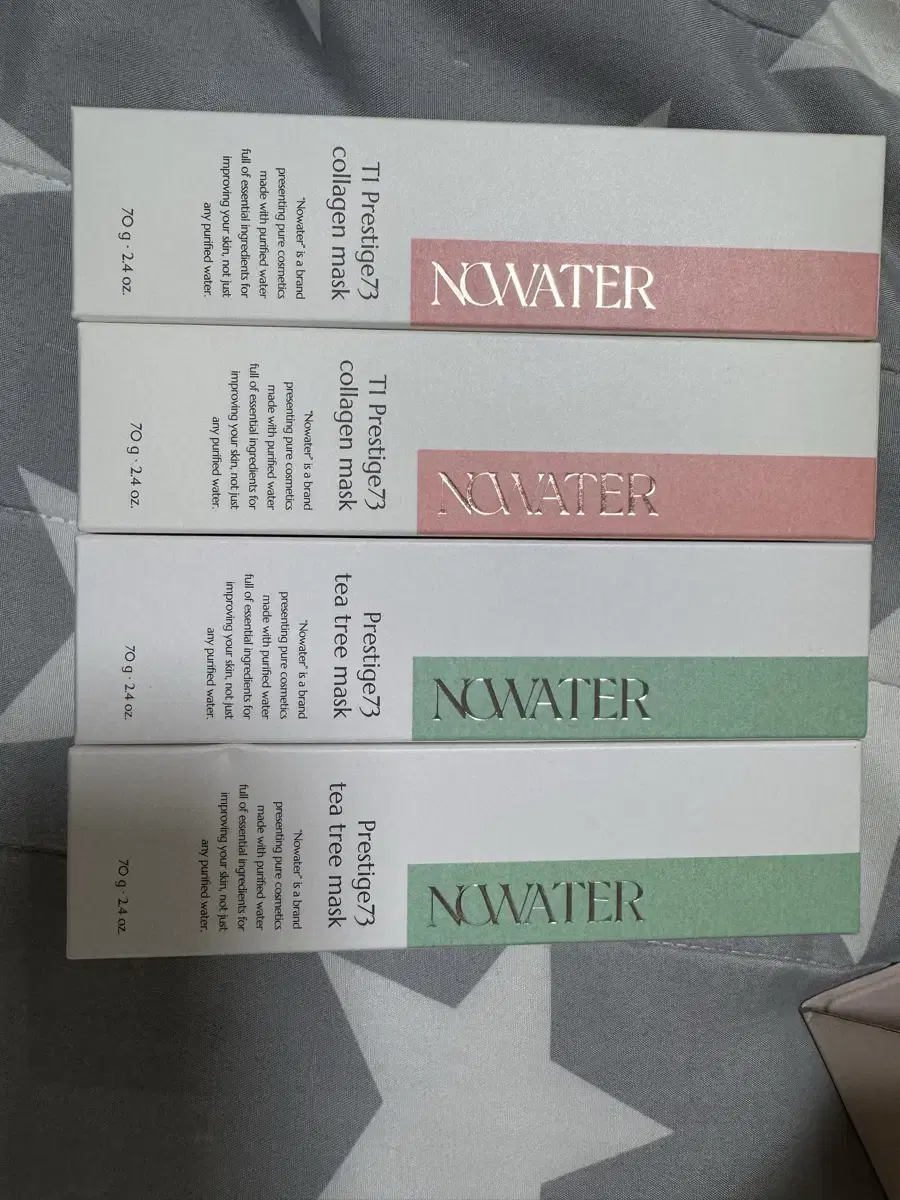 T1 Prestige73
collagen mask
"Nowater" is a brand
presenting pure cosmetics
made with purified water
full of essential ingredients for
improving your skin, not just
any purified water.
70 g · 2.4 oz.
NOWATER
T1 Prestige73
collagen mask
"Nowater" is a brand
presenting pure cosmetics
made with purified water
full of essential ingredients for
improving your skin, not just
any purified water.
70 g · 2.4 oz.
NOWATER
Prestige73
tea tree mask
"Nowater" is a brand
presenting pure cosmetics
made with purified water
full of essential ingredients for
improving your skin, not just
any purified water.
70 g · 2.4 oz.
NOWATER
Prestige73
tea tree mask
"Nowater" is a brand
presenting pure cosmetics
made with purified water
full of essential ingredients for
improving your skin, not just
any purified water.
70 g · 2.4 oz.
NOWATER